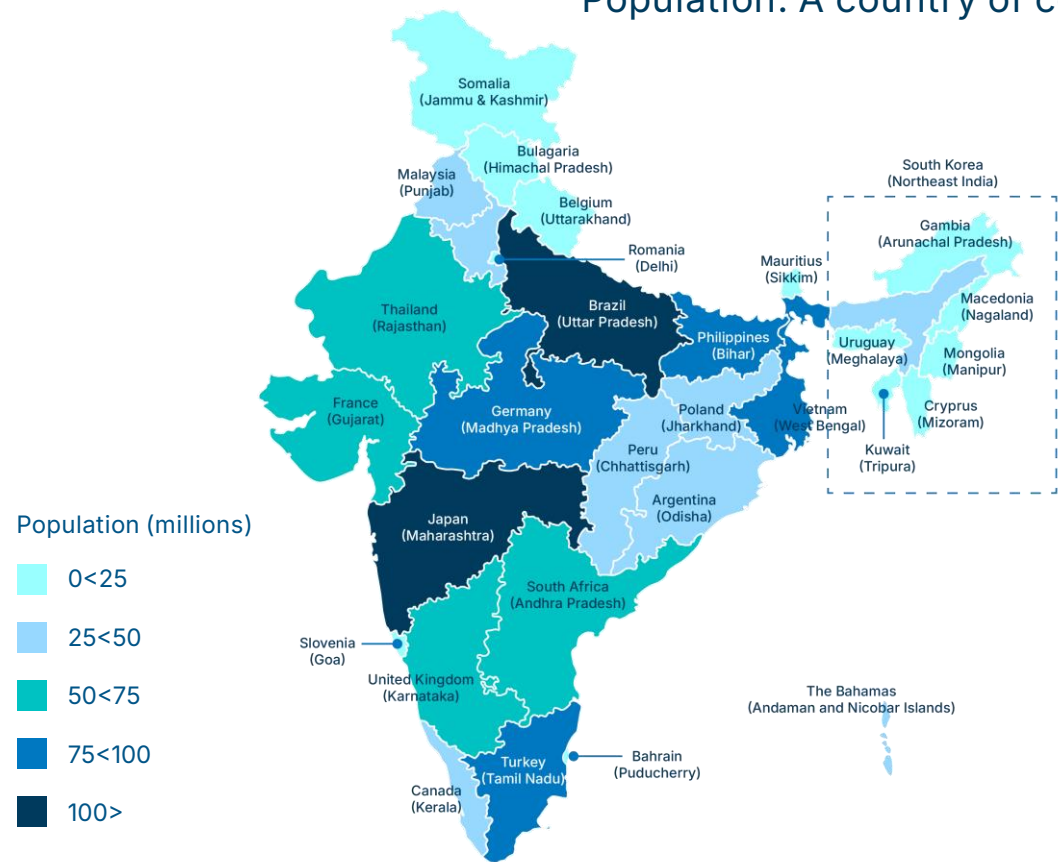 Population: A country of c
Somalia
(Jammu & Kashmir)
Bulagaria
(Himachal Pradesh)
Malaysia
(Punjab)
Belgium
(Uttarakhand)
South Korea
(Northeast India)
Gambia
(Arunachal Pradesh)
Romania
(Delhi)
Mauritius
(Sikkim)
Macedonia
(Nagaland)
Thailand
(Rajasthan)
Brazil
(Uttar Pradesh)
Philippines
(Bihar)
Uruguay
(Meghalaya)
Mongolia
(Manipur)
France
(Gujarat)
Germany
(Madhya Pradesh)
Poland
(Jharkhand)
Vietnam
(West Bengal)
Cryprus
(Mizoram)
Kuwait
(Tripura)
Peru
(Chhattisgarh)
Argentina
(Odisha)
Japan
(Maharashtra)
South Africa
(Andhra Pradesh)
Slovenia
(Goa)
United Kingdom
(Karnataka)
The Bahamas
(Andaman and Nicobar Islands)
Turkey
(Tamil Nadu)
Bahrain
(Puducherry)
Canada
(Kerala)
Population (millions)
0<25
25<50
50<75
75<100
100>